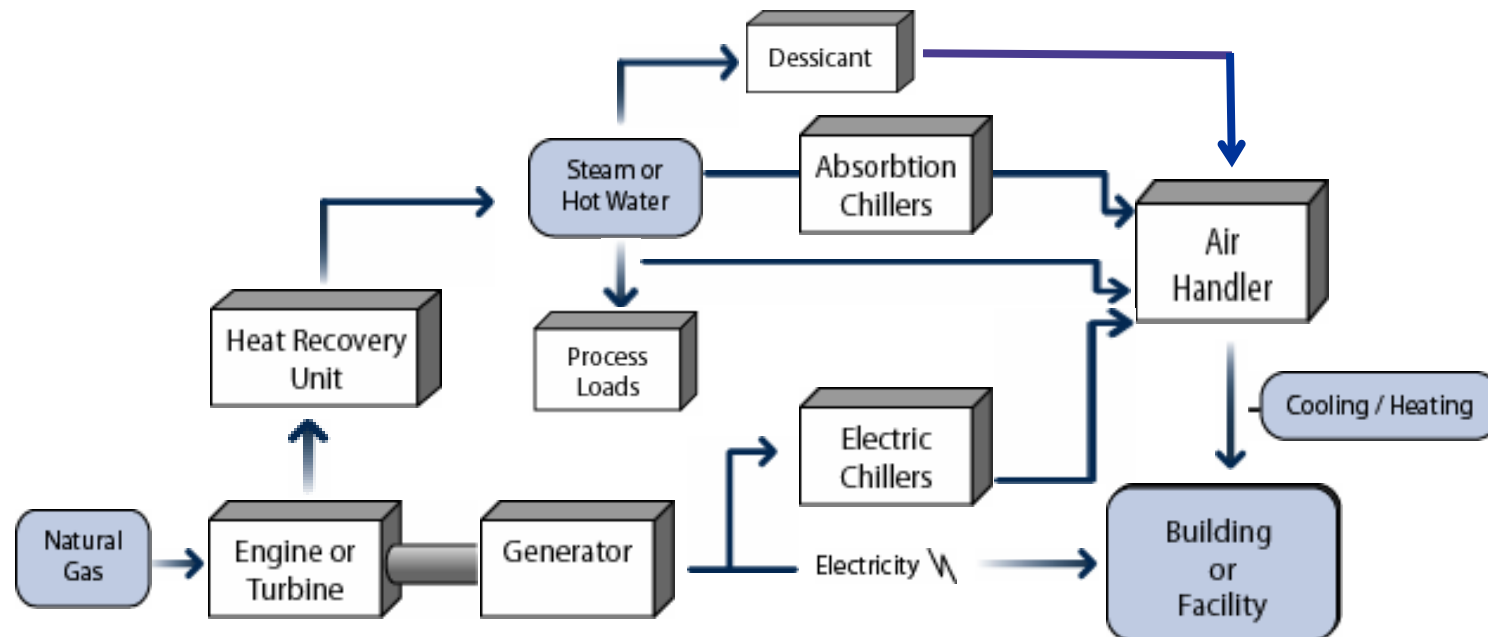 Dessicant
Steam or
Hot Water
Absorbtion
Chillers
Air
Handler
Heat Recovery
Unit
Process
Loads
Cooling / Heating
Electric
Chillers
Natural
Gas
Engine or
Turbine
Generator
Electricity
Building
or
Facility